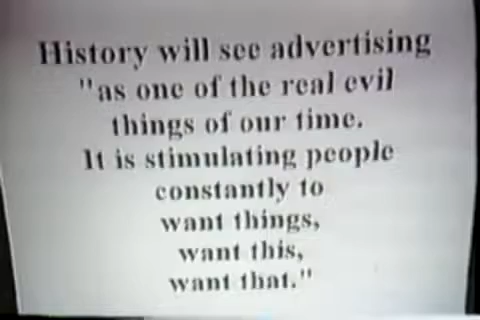 History will see advertising
"as one of the real evil
things of our time.
It is stimulating people
constantly to
want things,
want this,
want that."